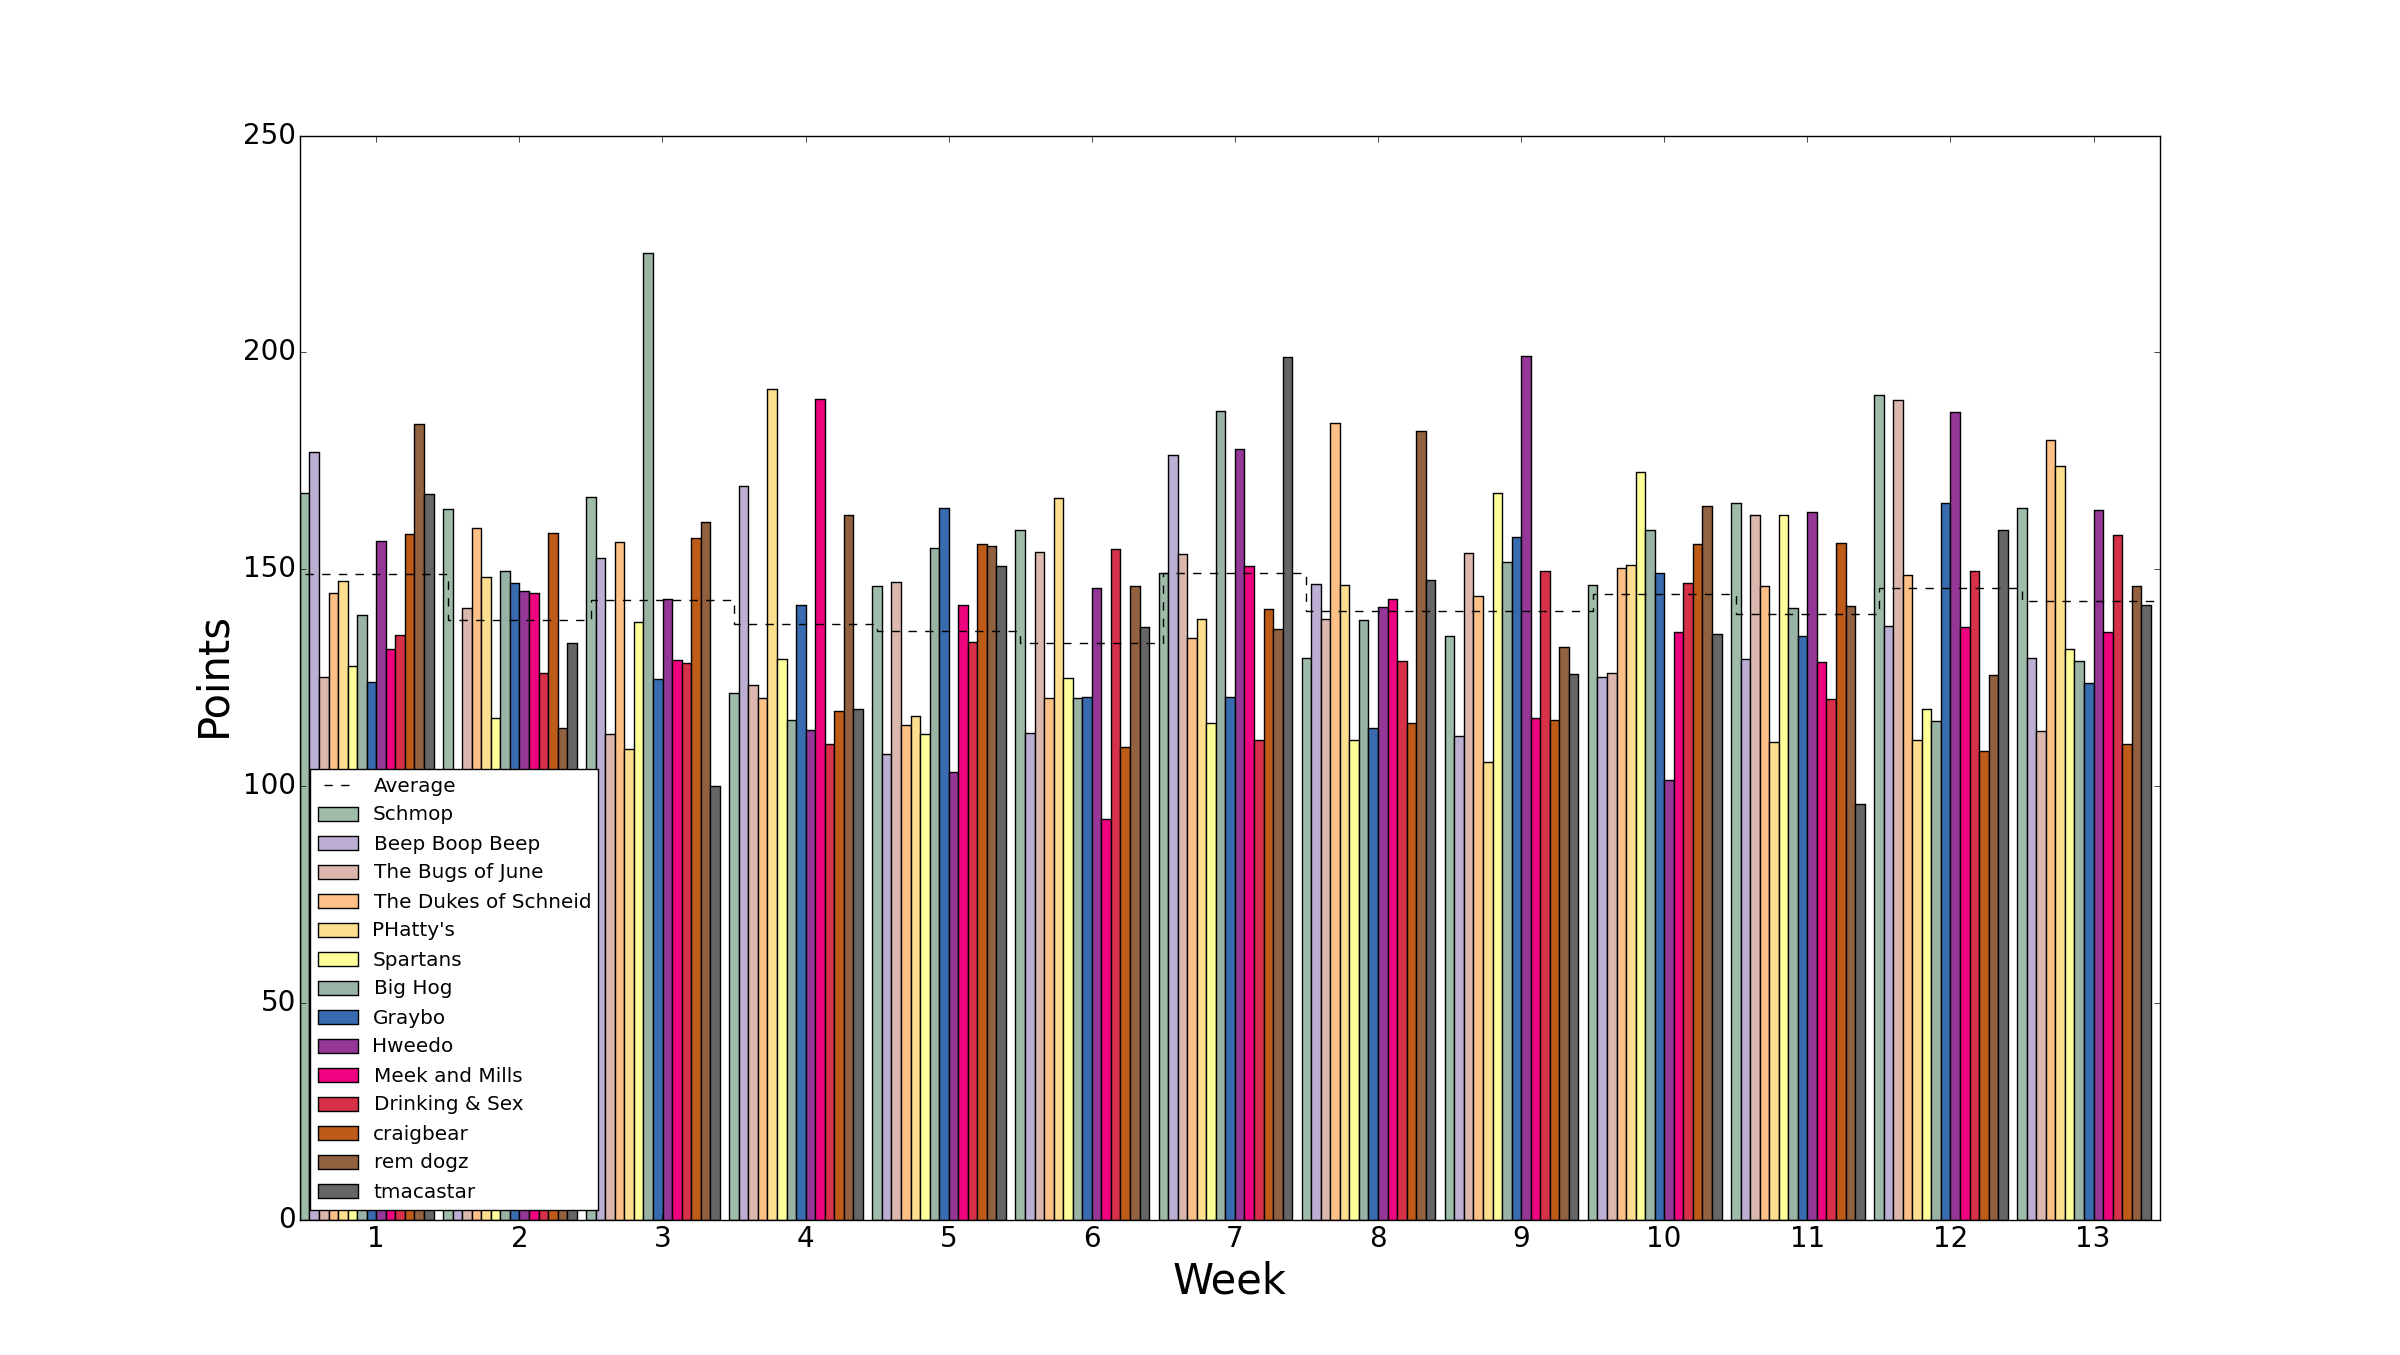 250
200
150
100
50
0
Points
Average
Schmop
Beep Boop Beep
The Bugs of June
The Dukes of Schneid
PHatty's
Spartans
Big Hog
Graybo
Hweedo
Meek and Mills
Drinking & Sex
craigbear
rem dogz
tmacastar
1 2 3 4 5 6 7 8 9 10 11 12 13
Week